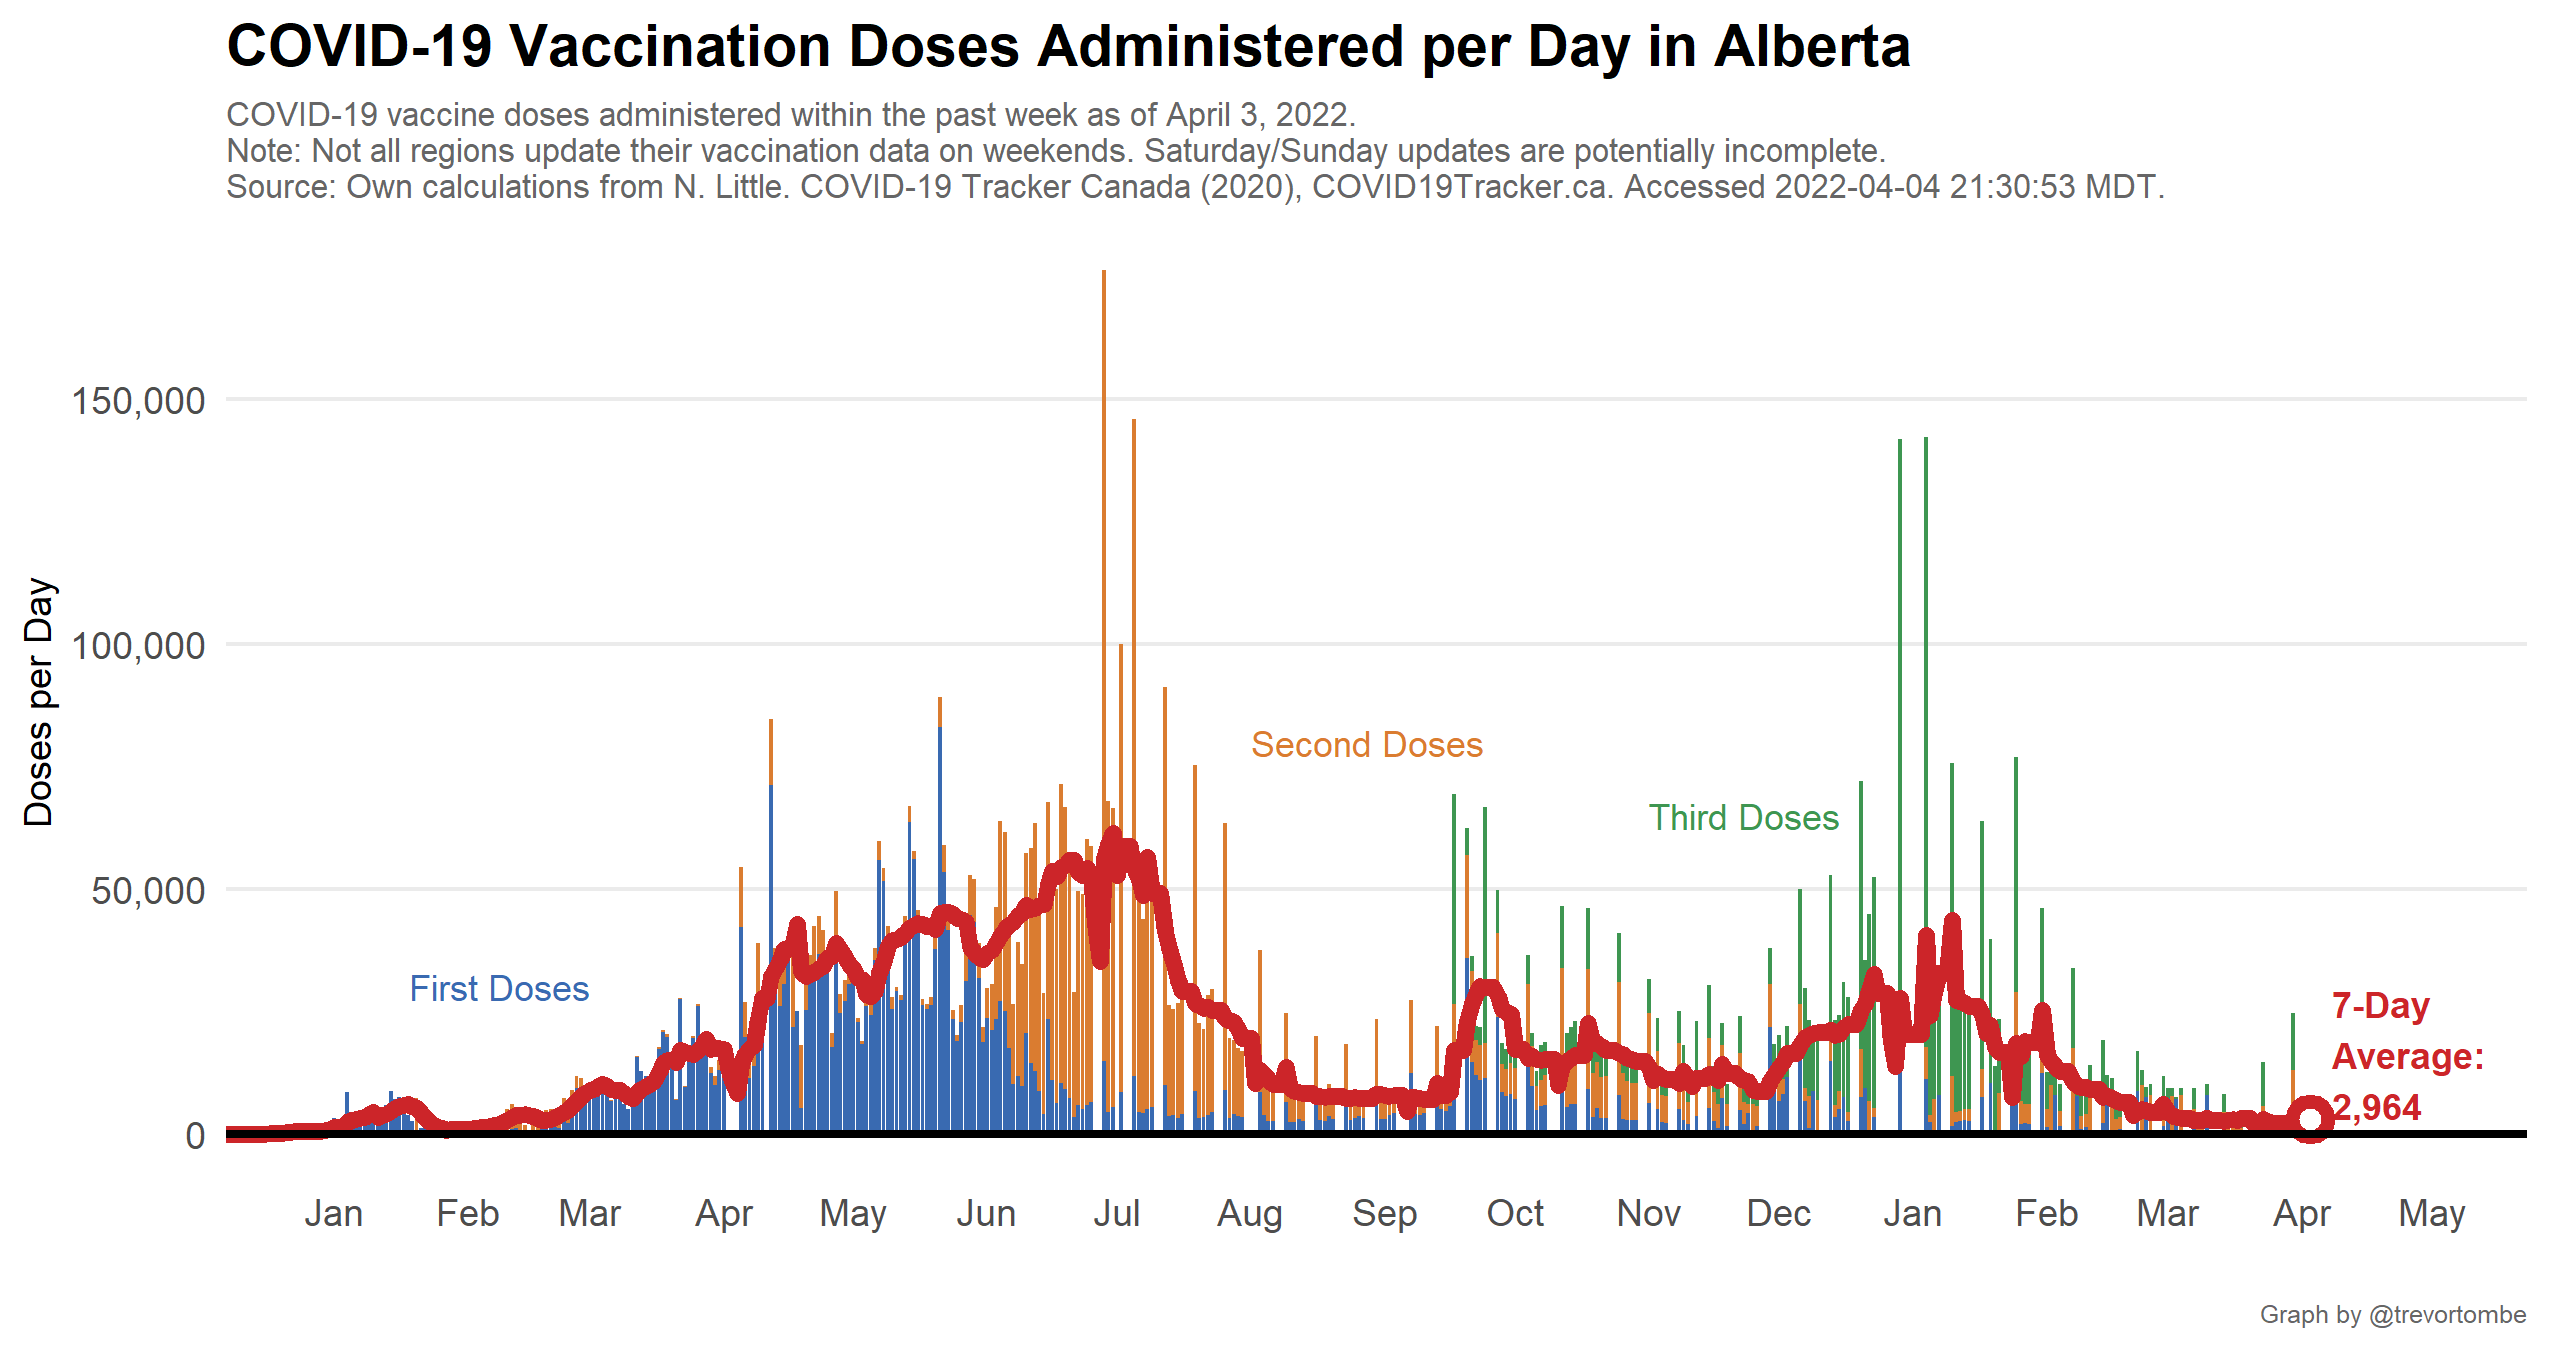 COVID-19 Vaccination Doses Administered per Day in Alberta
COVID-19 vaccine doses administered within the past week as of April 3, 2022.
Note: Not all regions update their vaccination data on weekends. Saturday/Sunday updates are potentially incomplete.
Source: Own calculations from N. Little. COVID-19 Tracker Canada (2020), COVID19Tracker.ca. Accessed 2022-04-04 21:30:53 MDT.
Doses per Day
150,000
100,000
50,000
0
First Doses
Second Doses
Third Doses
7-Day
Average:
2,964
Jan Feb Mar Apr May Jun Jul Aug Sep Oct Nov Dec Jan Feb Mar Apr May
Graph by @trevortombe